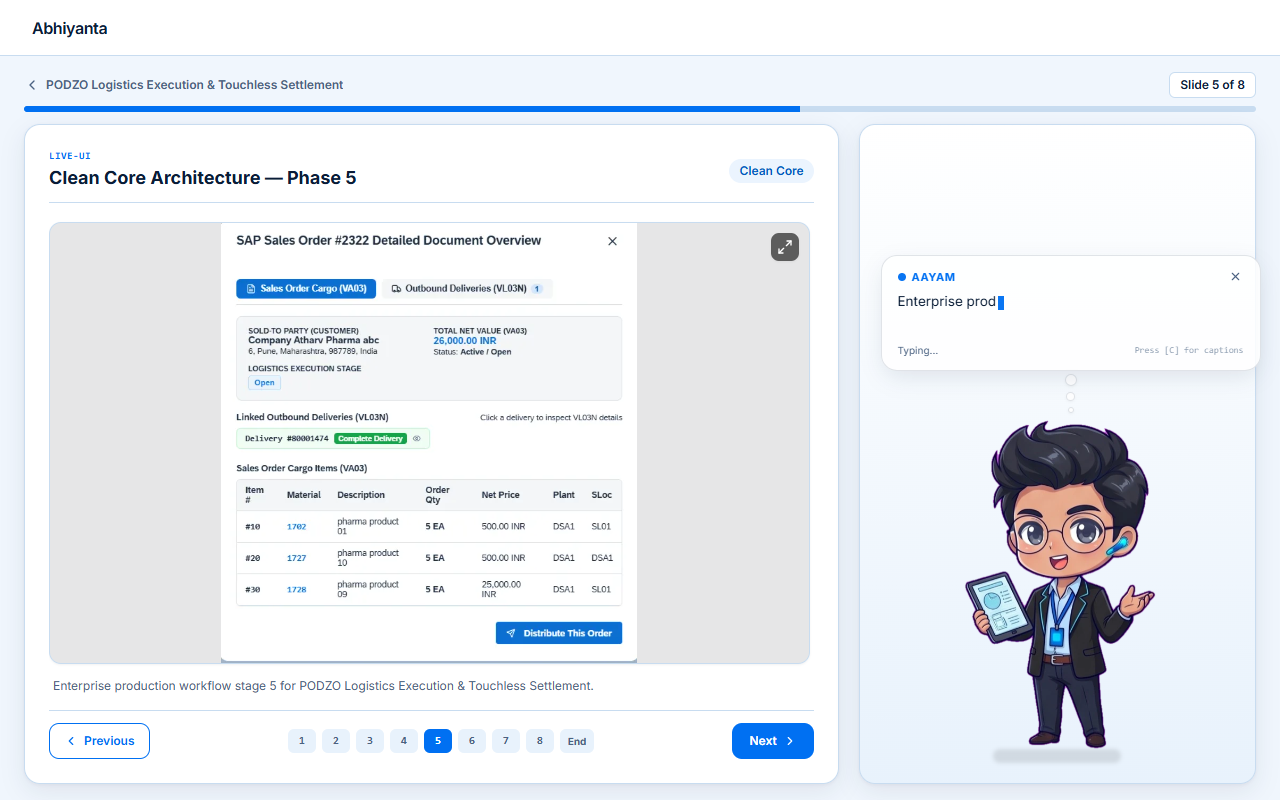 Abhiyanta
PODZO Logistics Execution & Touchless Settlement
Slide 5 of 8
LIVE-UI
Clean Core Architecture — Phase 5
Clean Core
SAP Sales Order #2322 Detailed Document Overview
Sales Order Cargo (VA03)
Outbound Deliveries (VL03N) 1
SOLD-TO PARTY (CUSTOMER)
Company Atharv Pharma abc
6, Pune, Maharashtra, 987789, India
TOTAL NET VALUE (VA03)
26,000.00 INR
Status: Active / Open
LOGISTICS EXECUTION STAGE
Open
Linked Outbound Deliveries (VL03N)
Click a delivery to inspect VL03N details
Delivery #80001474 Complete Delivery
Sales Order Cargo Items (VA03)
Item # Material Description Order Qty Net Price Plant SLoc
#10 1702 pharma product 01 5 EA 500.00 INR DSA1 SL01
#20 1727 pharma product 10 5 EA 500.00 INR DSA1 DSA1
#30 1728 pharma product 09 5 EA 25,000.00 INR DSA1 SL01
Distribute This Order
Enterprise production workflow stage 5 for PODZO Logistics Execution & Touchless Settlement.
Previous
1 2 3 4 5 6 7 8 End
Next
AAYAM
Enterprise prod
Typing...
Press [C] for captions